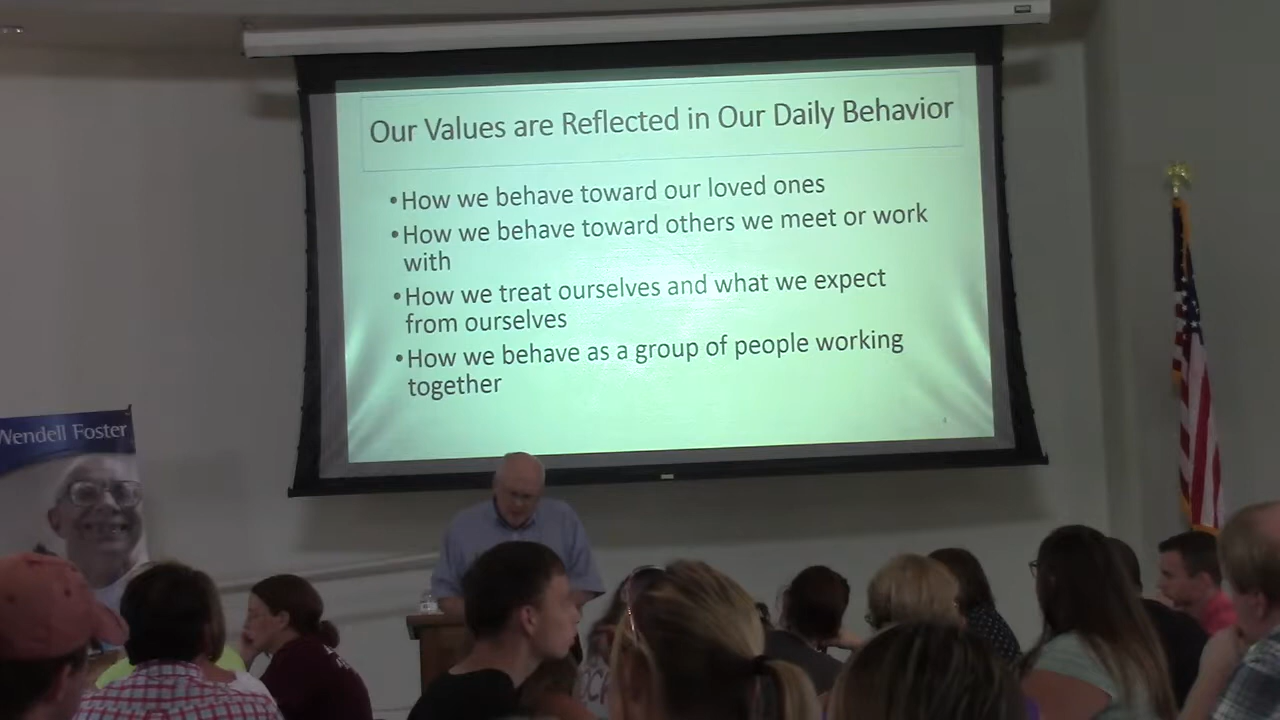 Our Values are Reflected in Our Daily Behavior
•How we behave toward our loved ones
•How we behave toward others we meet or work
with
•How we treat ourselves and what we expect
from ourselves
•How we behave as a group of people working
together
Wendell Foster